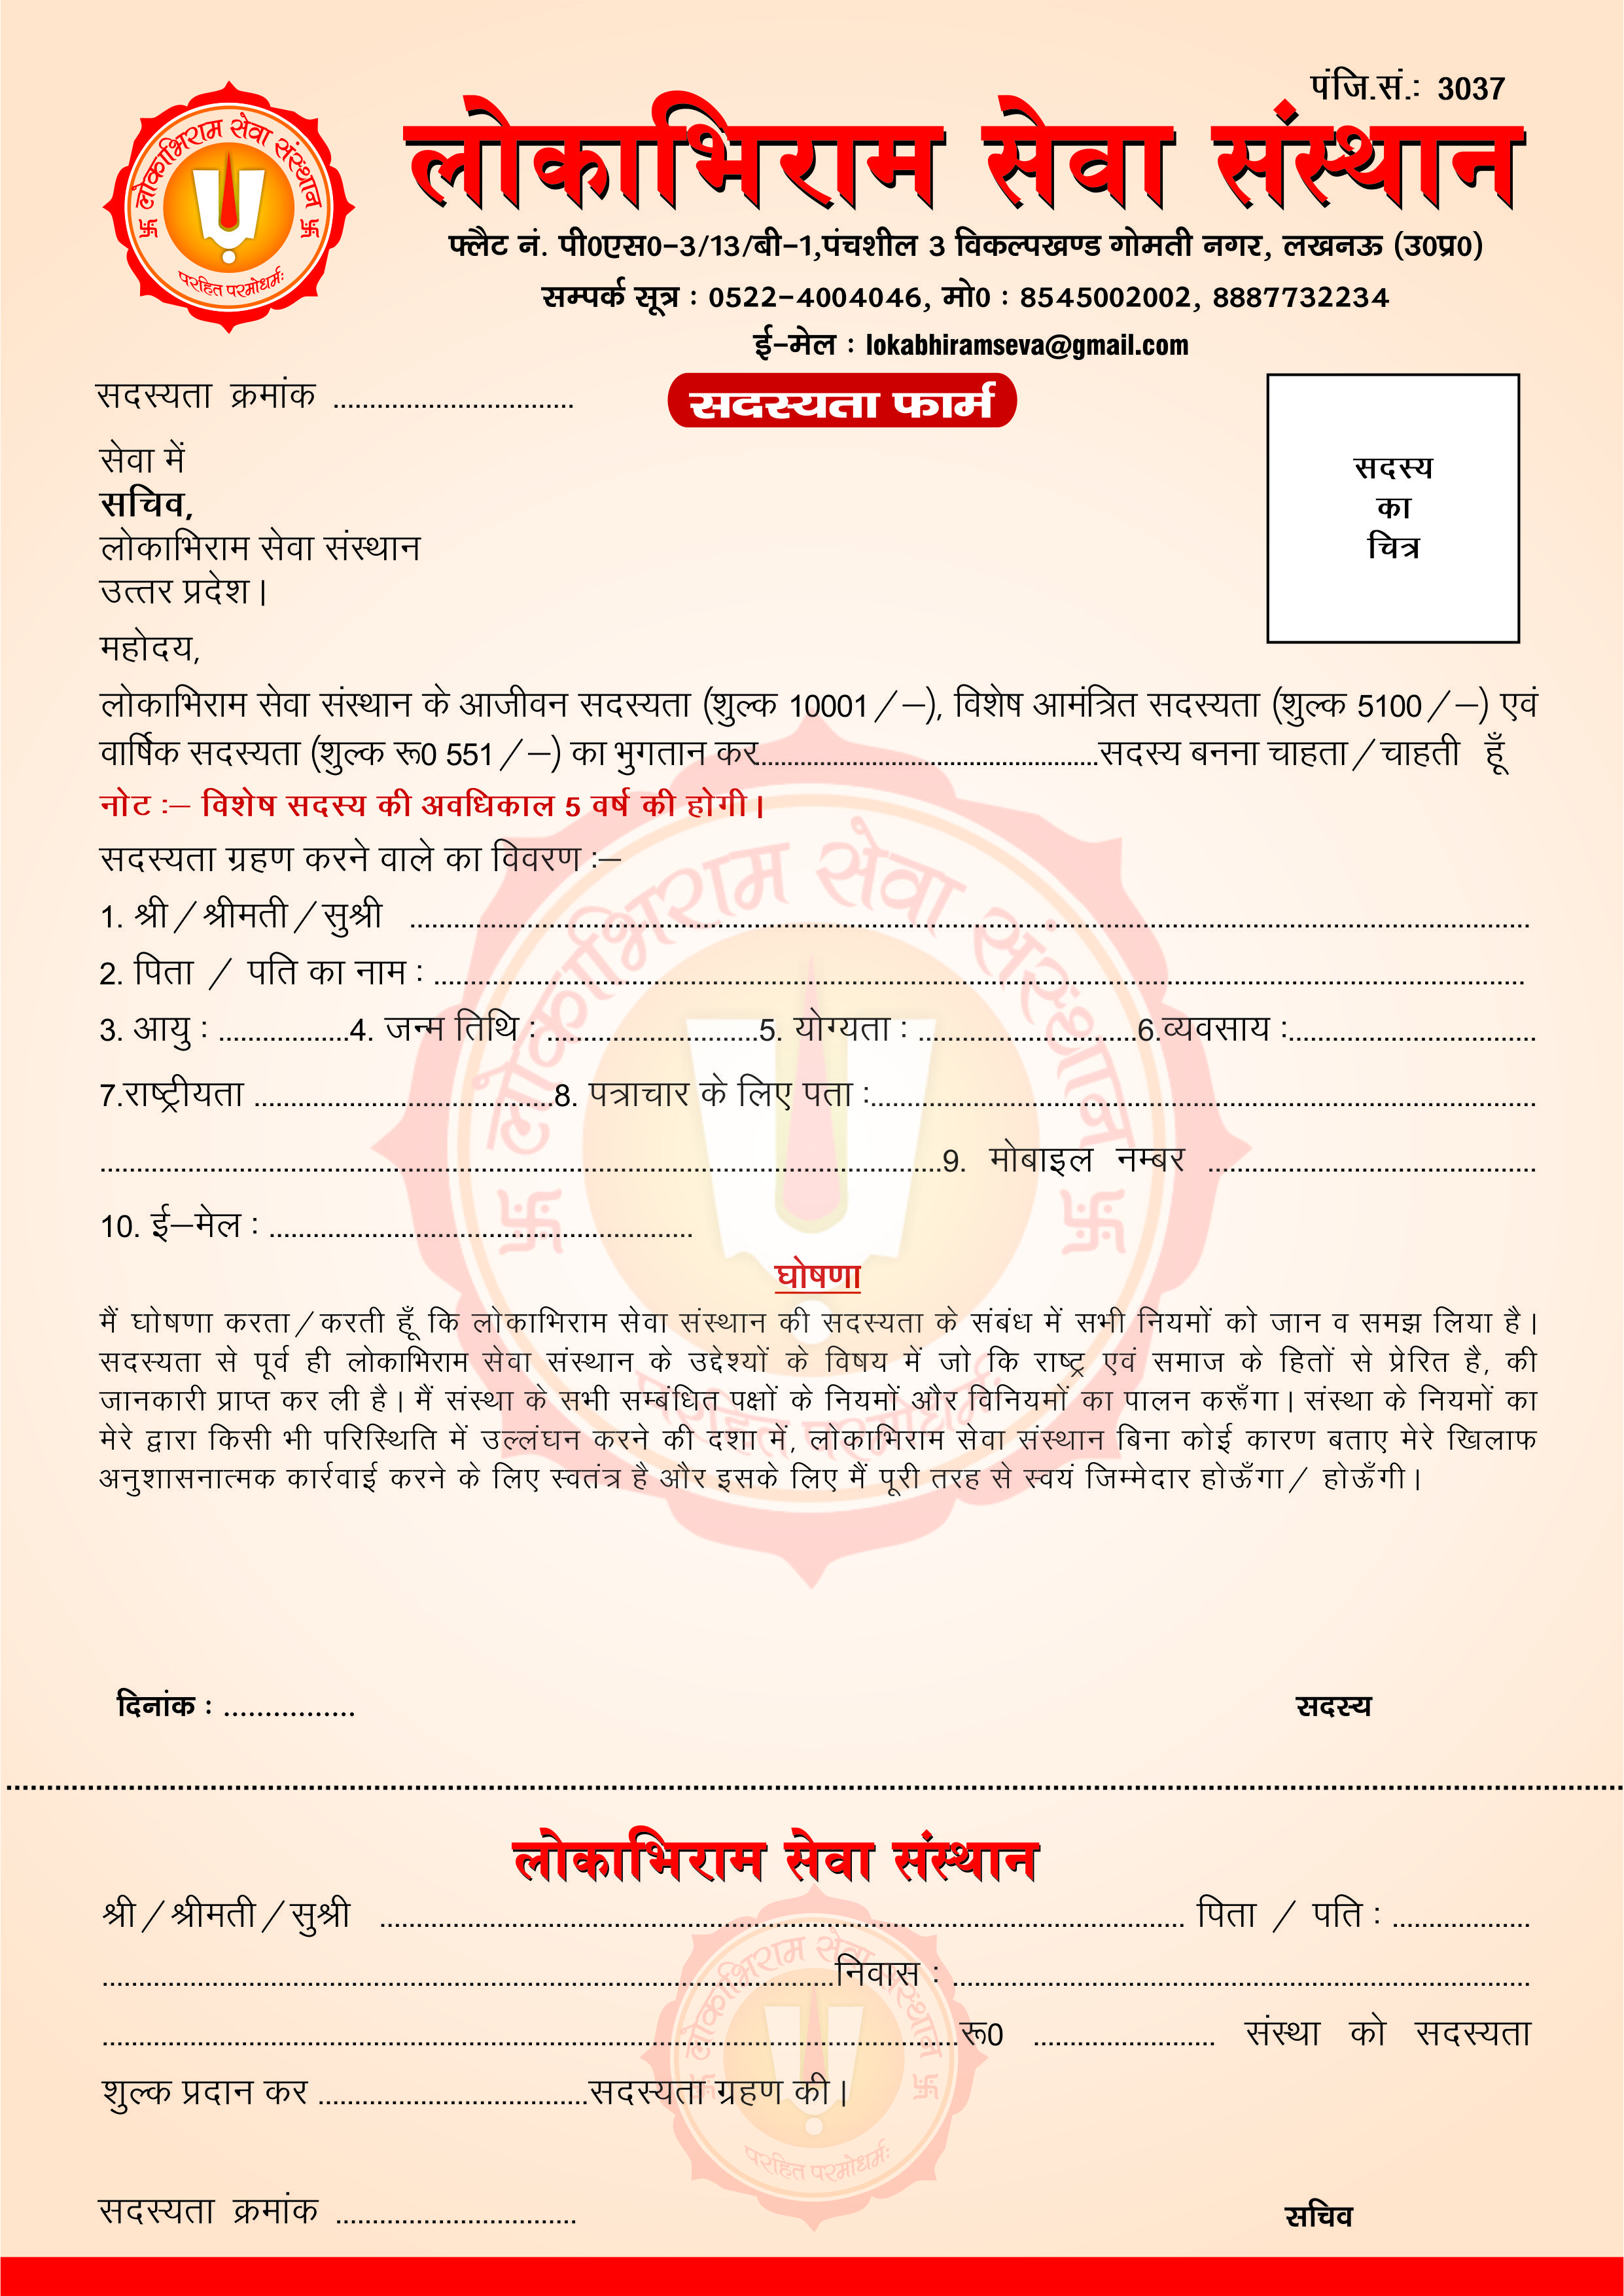 पंजि.सं.: 3037
लोकाभिराम सेवा संस्थान
लोकाभिराम सेवा संस्थान
परहित परमोधर्मः
फ्लैट नं. पी0एस0-3/13/बी-1,पंचशील 3 विकल्पखण्ड गोमती नगर, लखनऊ (उ0प्र0)
सम्पर्क सूत्र : 0522-4004046, मो0 : 8545002002, 8887732234
ई-मेल : lokabhiramseva@gmail.com
सदस्यता क्रमांक .................................
सदस्यता फार्म
सदस्य
का
चित्र
सेवा में
सचिव,
लोकाभिराम सेवा संस्थान
उत्तर प्रदेश।
महोदय,
लोकाभिराम सेवा संस्थान के आजीवन सदस्यता (शुल्क 10001/–), विशेष आमंत्रित सदस्यता (शुल्क 5100/–) एवं
वार्षिक सदस्यता (शुल्क रू0 551/–) का भुगतान कर....................................................सदस्य बनना चाहता/चाहती हूँ
नोट :– विशेष सदस्य की अवधिकाल 5 वर्ष की होगी।
सदस्यता ग्रहण करने वाले का विवरण :–
1. श्री/श्रीमती/सुश्री ................................................................................
2. पिता / पति का नाम : ................................................................................
3. आयु : ..................4. जन्म तिथि : .............................5. योग्यता : ..............................6.व्यवसाय :..................................
7.राष्ट्रीयता .........................................8. पत्राचार के लिए पता :................................................................................
................................................................................9. मोबाइल नम्बर .............................................
10. ई–मेल : ..........................................................
घोषणा
मैं घोषणा करता/करती हूँ कि लोकाभिराम सेवा संस्थान की सदस्यता के संबंध में सभी नियमों को जान व समझ लिया है।
सदस्यता से पूर्व ही लोकाभिराम सेवा संस्थान के उद्देश्यों के विषय में जो कि राष्ट्र एवं समाज के हितों से प्रेरित है, की
जानकारी प्राप्त कर ली है। मैं संस्था के सभी सम्बंधित पक्षों के नियमों और विनियमों का पालन करूँगा। संस्था के नियमों का
मेरे द्वारा किसी भी परिस्थिति में उल्लंघन करने की दशा में, लोकाभिराम सेवा संस्थान बिना कोई कारण बताए मेरे खिलाफ
अनुशासनात्मक कार्रवाई करने के लिए स्वतंत्र है और इसके लिए मैं पूरी तरह से स्वयं जिम्मेदार होऊँगा/ होऊँगी।
लोकाभिराम सेवा संस्थान
परहित परमोधर्मः
दिनांक : ................
सदस्य
लोकाभिराम सेवा संस्थान
श्री/श्रीमती/सुश्री ................................................................................ पिता / पति : ...................
................................................................................निवास : ................................................................................
................................................................................रू0 ......................... संस्था को सदस्यता
शुल्क प्रदान कर .....................................सदस्यता ग्रहण की।
लोकाभिराम सेवा संस्थान
परहित परमोधर्मः
सदस्यता क्रमांक .................................
सचिव